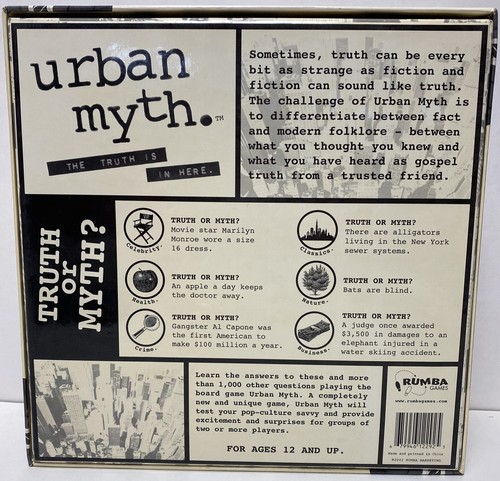 urban
myth.™
THE TRUTH IS
IN HERE.
Sometimes, truth can be every
bit as strange as fiction and
fiction can sound like truth.
The challenge of Urban Myth is
to differentiate between fact
and modern folklore - between
what you thought you knew and
what you have heard as gospel
truth from a trusted friend.
TRUTH
or
MYTH?
Celebrity.
TRUTH OR MYTH?
Movie star Marilyn
Monroe wore a size
16 dress.
Classics.
TRUTH OR MYTH?
There are alligators
living in the New York
sewer systems.
Health.
TRUTH OR MYTH?
An apple a day keeps
the doctor away.
Nature.
TRUTH OR MYTH?
Bats are blind.
Crime.
TRUTH OR MYTH?
Gangster Al Capone was
the first American to
make $100 million a year.
Business.
TRUTH OR MYTH?
A judge once awarded
$3,500 in damages to an
elephant injured in a
water skiing accident.
Learn the answers to these and more
than 1,000 other questions playing the
board game Urban Myth. A completely
new and unique game, Urban Myth will
test your pop-culture savvy and provide
excitement and surprises for groups of
two or more players.
FOR AGES 12 AND UP.
RUMBA
GAMES
www.rumbagames.com
Made and printed in China